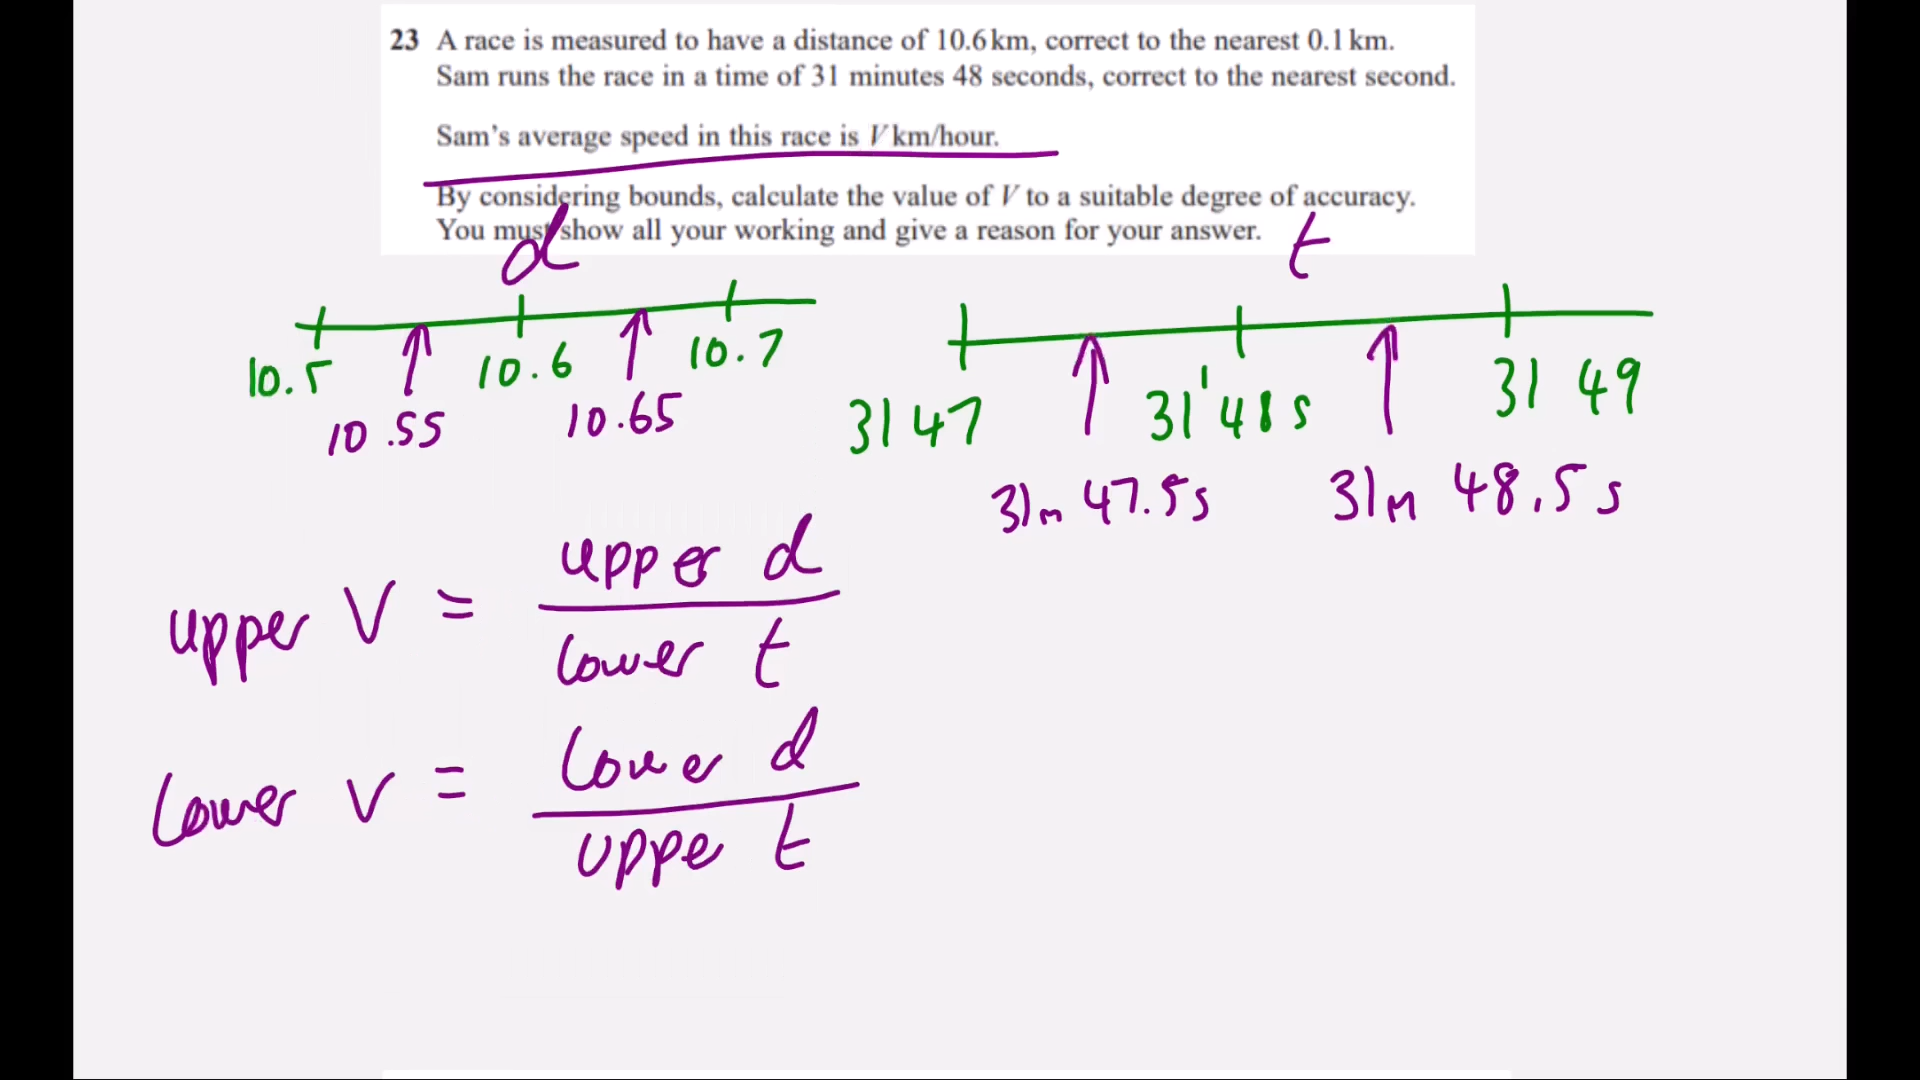 23 A race is measured to have a distance of 10.6 km, correct to the nearest 0.1 km.
Sam runs the race in a time of 31 minutes 48 seconds, correct to the nearest second.
Sam's average speed in this race is V km/hour.
By considering bounds, calculate the value of V to a suitable degree of accuracy.
You must show all your working and give a reason for your answer.
d
10.5 10.6 10.7
10.55 10.65
t
31 47 31' 48 s 31 49
31m 47.5s 31m 48.5 s
upper V = upper d
lower t
lower v = lower d
uppe t